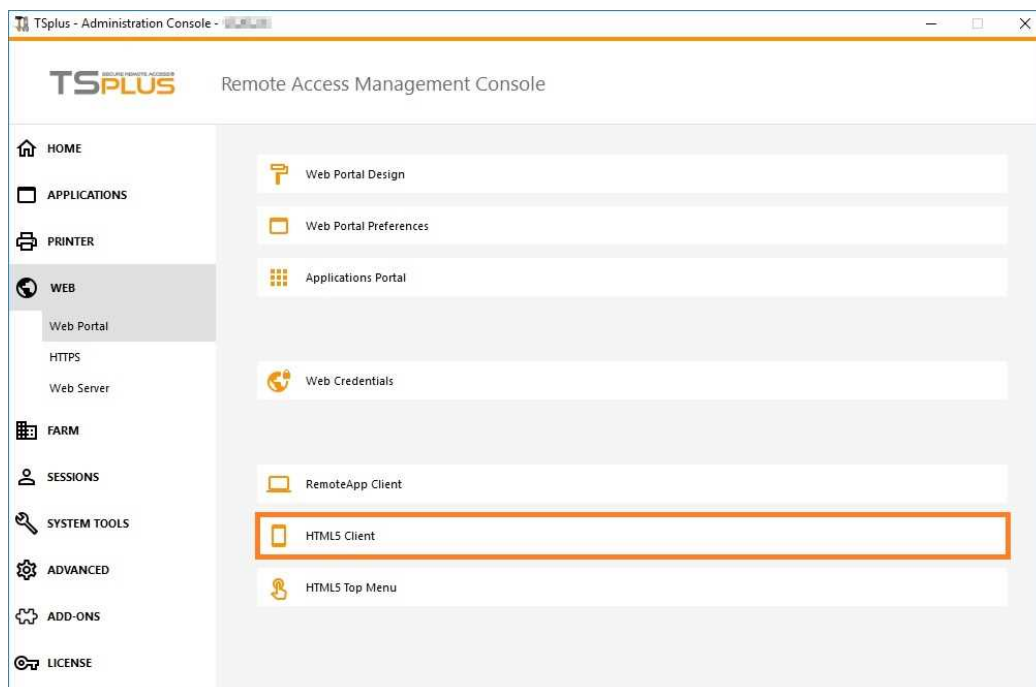 TSplus - Administration Console -
TSPLUS
SECURE REMOTE ACCESS
Remote Access Management Console
HOME
APPLICATIONS
PRINTER
WEB
Web Portal
HTTPS
Web Server
FARM
SESSIONS
SYSTEM TOOLS
ADVANCED
ADD-ONS
LICENSE
Web Portal Design
Web Portal Preferences
Applications Portal
Web Credentials
RemoteApp Client
HTML5 Client
HTML5 Top Menu